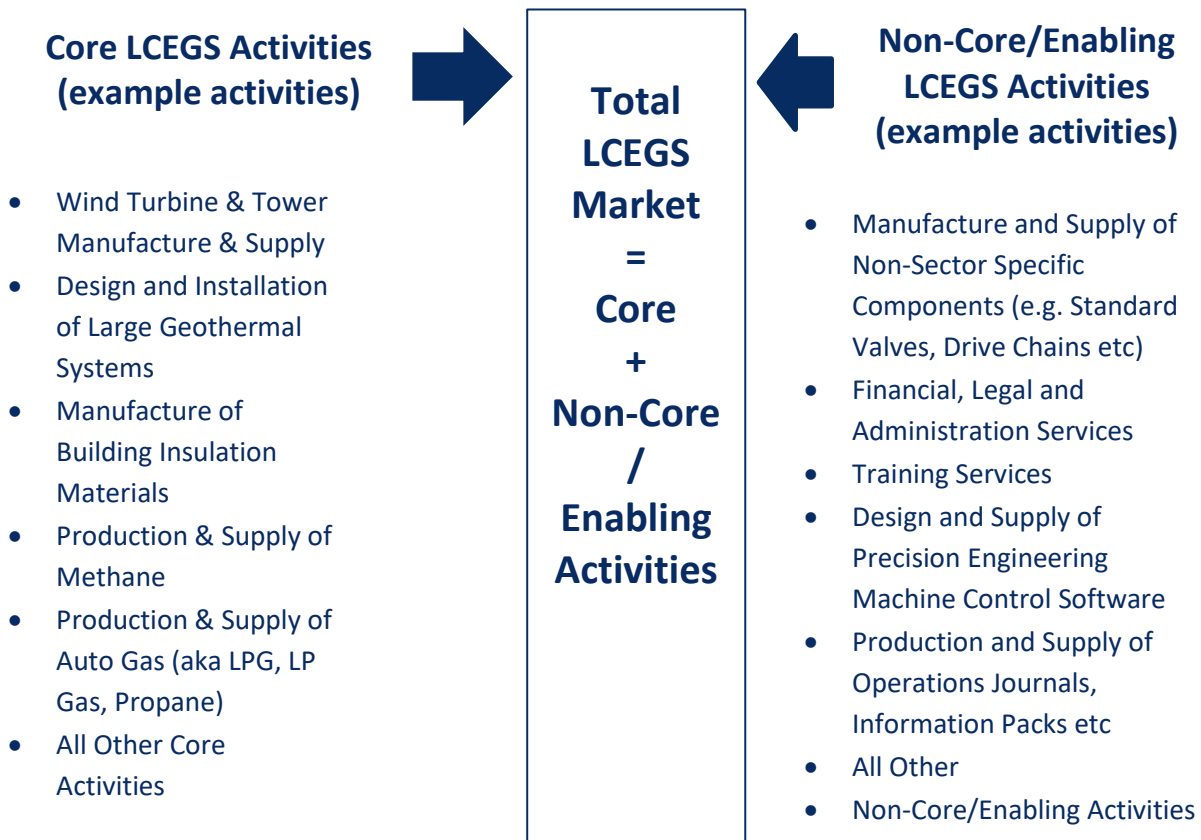 Core LCEGS Activities
(example activities)
• Wind Turbine & Tower
Manufacture & Supply
• Design and Installation
of Large Geothermal
Systems
• Manufacture of
Building Insulation
Materials
• Production & Supply of
Methane
• Production & Supply of
Auto Gas (aka LPG, LP
Gas, Propane)
• All Other Core
Activities
Total
LCEGS
Market
=
Core
+
Non-Core
/
Enabling
Activities
Non-Core/Enabling
LCEGS Activities
(example activities)
• Manufacture and Supply of
Non-Sector Specific
Components (e.g. Standard
Valves, Drive Chains etc)
• Financial, Legal and
Administration Services
• Training Services
• Design and Supply of
Precision Engineering
Machine Control Software
• Production and Supply of
Operations Journals,
Information Packs etc
• All Other
• Non-Core/Enabling Activities